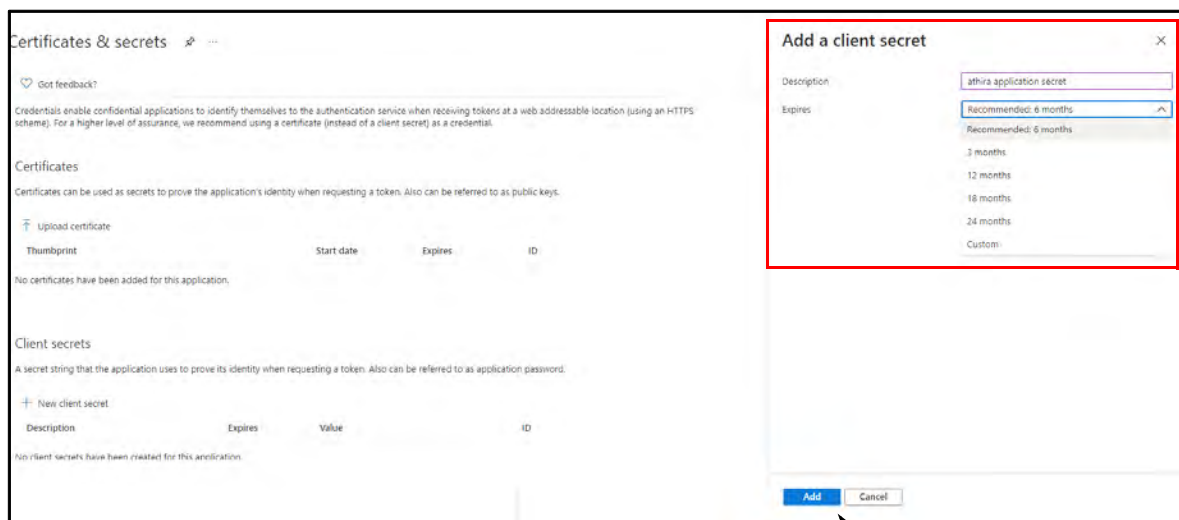 Certificates & secrets
Got feedback?
Credentials enable confidential applications to identify themselves to the authentication service when receiving tokens at a web addressable location (using an HTTPS
scheme). For a higher level of assurance, we recommend using a certificate (instead of a client secret) as a credential.
Certificates
Certificates can be used as secrets to prove the application's identity when requesting a token. Also can be referred to as public keys.
Upload certificate
Thumbprint Start date Expires ID
No certificates have been added for this application.
Client secrets
A secret string that the application uses to prove its identity when requesting a token. Also can be referred to as application password.
New client secret
Description Expires Value ID
No client secrets have been created for this application.
Add a client secret
Description athira application secret
Expires Recommended: 6 months
Recommended: 6 months
3 months
12 months
18 months
24 months
Custom
Add Cancel